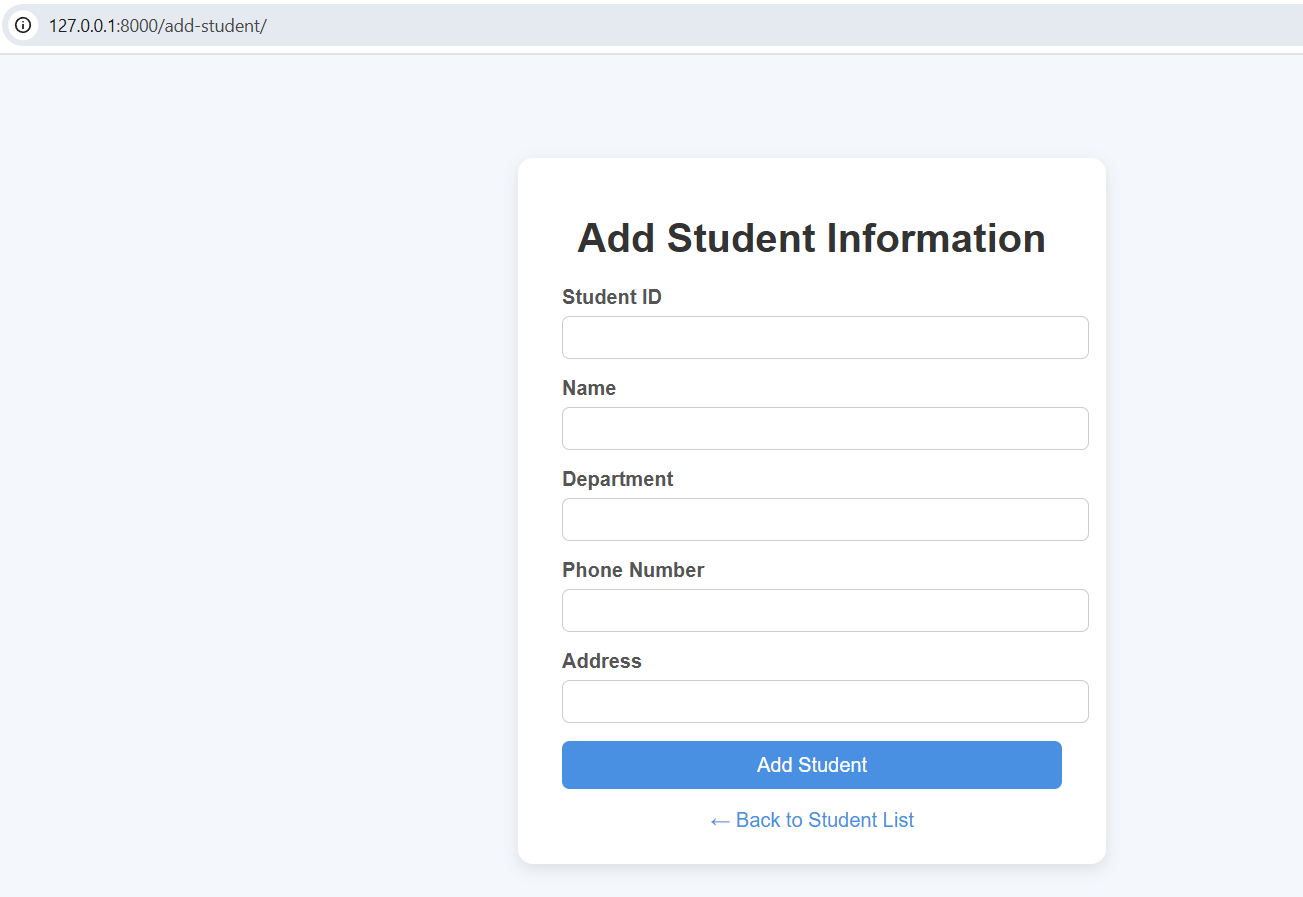 127.0.0.1:8000/add-student/
Add Student Information
Student ID
Name
Department
Phone Number
Address
Add Student
← Back to Student List